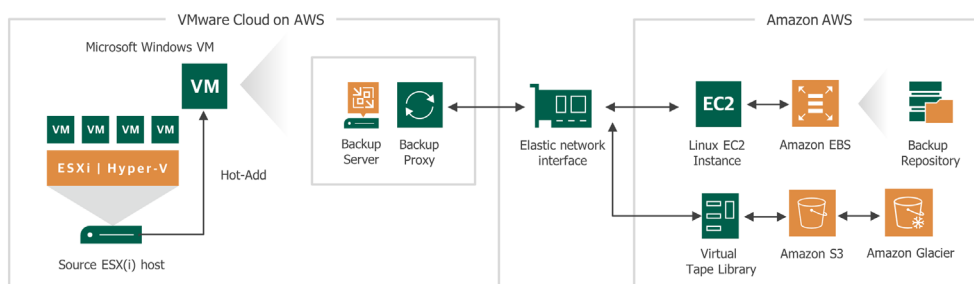 VMware Cloud on AWS
Microsoft Windows VM
VM
VM
VM
VM
VM
ESXi | Hyper-V
Hot-Add
Source ESX(i) host
Backup
Server
Backup
Proxy
Elastic network
interface
Amazon AWS
EC2
Linux EC2
Instance
Amazon EBS
Backup
Repository
Virtual
Tape Library
Amazon S3
Amazon Glacier